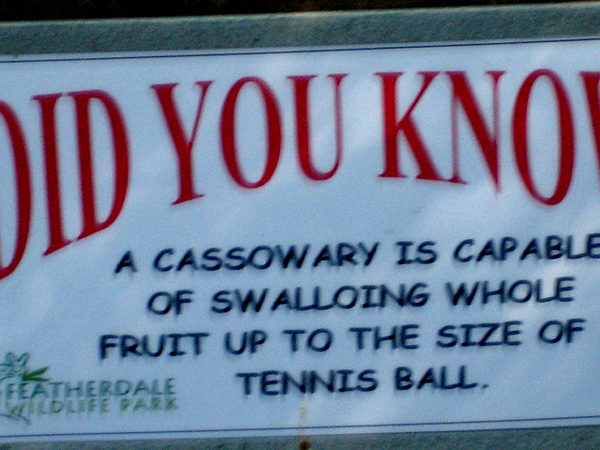 DID YOU KNOW
A CASSOWARY IS CAPABLE
OF SWALLOING WHOLE
FRUIT UP TO THE SIZE OF
TENNIS BALL.
FEATHERDALE
WILDLIFE PARK